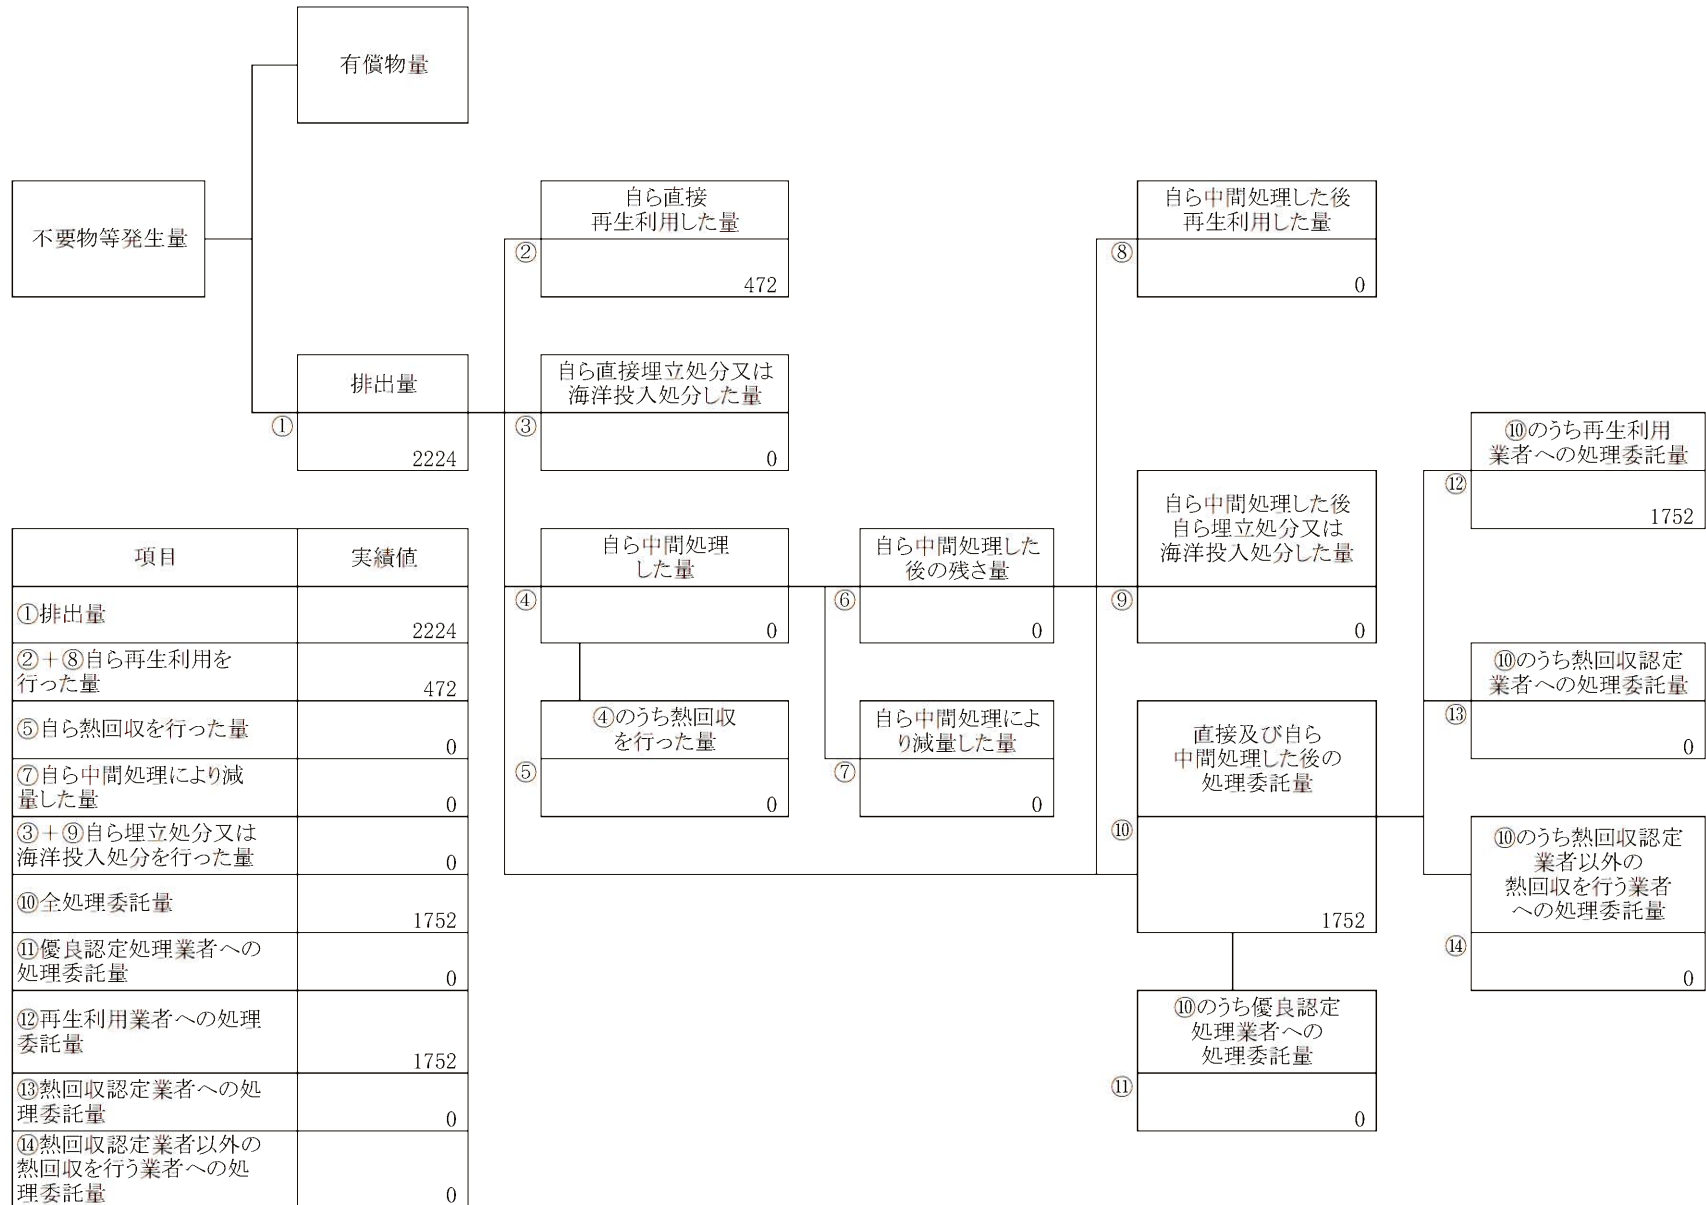 有償物量
不要物等発生量
自ら直接
再生利用した量
②
472
自ら中間処理した後
再生利用した量
⑧
0
排出量
①
2224
自ら直接埋立処分又は
海洋投入処分した量
③
0
⑩のうち再生利用
業者への処理委託量
⑫
1752
自ら中間処理
した量
④
0
自ら中間処理した
後の残さ量
⑥
0
自ら中間処理した後
自ら埋立処分又は
海洋投入処分した量
⑨
0
⑩のうち熱回収認定
業者への処理委託量
⑬
0
④のうち熱回収
を行った量
⑤
0
自ら中間処理によ
り減量した量
⑦
0
直接及び自ら
中間処理した後の
処理委託量
⑩
1752
⑩のうち熱回収認定
業者以外の
熱回収を行う業者
への処理委託量
⑭
0
⑩のうち優良認定
処理業者への
処理委託量
⑪
0
項目 実績値
①排出量
2224
②＋⑧自ら再生利用を
行った量
472
⑤自ら熱回収を行った量
0
⑦自ら中間処理により減
量した量
0
③＋⑨自ら埋立処分又は
海洋投入処分を行った量
0
⑩全処理委託量
1752
⑪優良認定処理業者への
処理委託量
0
⑫再生利用業者への処理
委託量
1752
⑬熱回収認定業者への処
理委託量
0
⑭熱回収認定業者以外の
熱回収を行う業者への処
理委託量
0